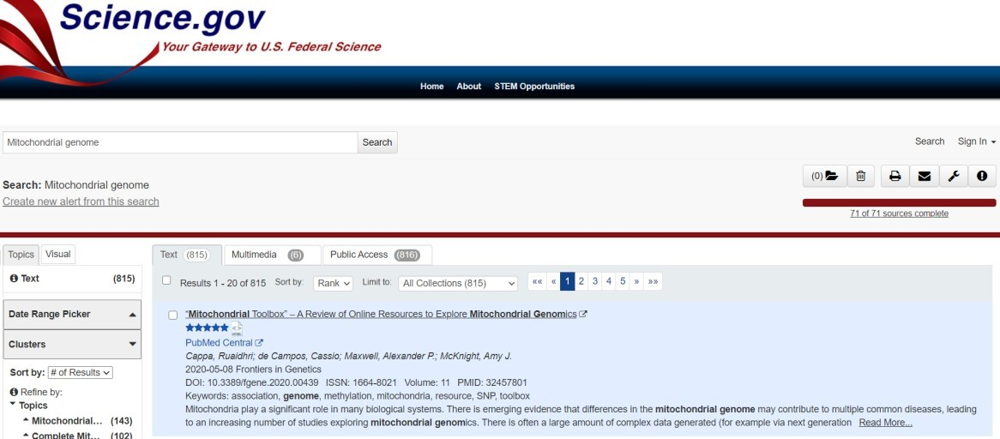 Science.gov
Your Gateway to U.S. Federal Science
Home About STEM Opportunities
Mitochondrial genome Search Search Sign In
Search: Mitochondrial genome (0)
Create new alert from this search
71 of 71 sources complete
Topics Visual Text (815) Multimedia (6) Public Access (816)
Text (815) Results 1 - 20 of 815 Sort by: Rank Limit to: All Collections (815) «« « 1 2 3 4 5 » »»
Date Range Picker
Clusters
Sort by: # of Results
Refine by:
Topics
Mitochondrial... (143)
Complete Mit... (102)
"Mitochondrial Toolbox" – A Review of Online Resources to Explore Mitochondrial Genomics
PubMed Central
Cappa, Ruaidhri; de Campos, Cassio; Maxwell, Alexander P.; McKnight, Amy J.
2020-05-08 Frontiers in Genetics
DOI: 10.3389/fgene.2020.00439 ISSN: 1664-8021 Volume: 11 PMID: 32457801
Keywords: association, genome, methylation, mitochondria, resource, SNP, toolbox
Mitochondria play a significant role in many biological systems. There is emerging evidence that differences in the mitochondrial genome may contribute to multiple common diseases, leading
to an increasing number of studies exploring mitochondrial genomics. There is often a large amount of complex data generated (for example via next generation Read More...